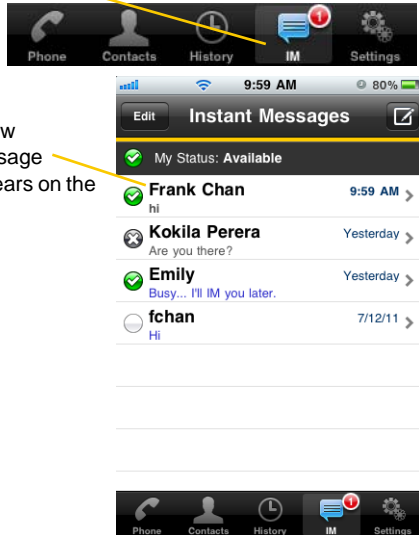 1
Phone Contacts History IM Settings
9:59 AM 80%
Edit Instant Messages
My Status: Available
Frank Chan 9:59 AM
hi
Kokila Perera Yesterday
Are you there?
Emily Yesterday
Busy... I'll IM you later.
fchan 7/12/11
Hi
ears on the
1
Phone Contacts History IM Settings